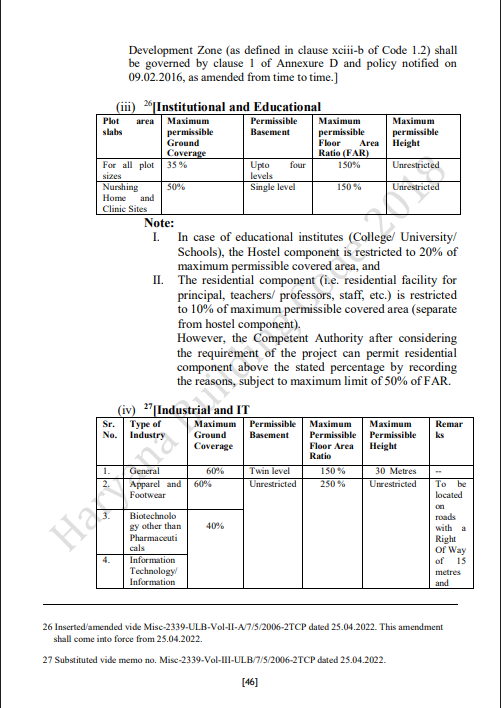 Development Zone (as defined in clause xciii-b of Code 1.2) shall
be governed by clause 1 of Annexure D and policy notified on
09.02.2016, as amended from time to time.]
(iii) 26[Institutional and Educational
Plot area slabs | Maximum permissible Ground Coverage | Permissible Basement | Maximum permissible Floor Area Ratio (FAR) | Maximum permissible Height
For all plot sizes | 35 % | Upto four levels | 150% | Unrestricted
Nurshing Home and Clinic Sites | 50% | Single level | 150 % | Unrestricted
Note:
I. In case of educational institutes (College/ University/
Schools), the Hostel component is restricted to 20% of
maximum permissible covered area, and
II. The residential component (i.e. residential facility for
principal, teachers/ professors, staff, etc.) is restricted
to 10% of maximum permissible covered area (separate
from hostel component).
However, the Competent Authority after considering
the requirement of the project can permit residential
component above the stated percentage by recording
the reasons, subject to maximum limit of 50% of FAR.
(iv) 27[Industrial and IT
Sr. No. | Type of Industry | Maximum Ground Coverage | Permissible Basement | Maximum Permissible Floor Area Ratio | Maximum Permissible Height | Remar ks
1. | General | 60% | Twin level | 150 % | 30 Metres | --
2. | Apparel and Footwear | 60% | Unrestricted | 250 % | Unrestricted | To be located on roads with a Right Of Way of 15 metres and
3. | Biotechnolo gy other than Pharmaceuti cals | 40%
4. | Information Technology/ Information
26 Inserted/amended vide Misc-2339-ULB-Vol-II-A/7/5/2006-2TCP dated 25.04.2022. This amendment
shall come into force from 25.04.2022.
27 Substituted vide memo no. Misc-2339-Vol-III-ULB/7/5/2006-2TCP dated 25.04.2022.
[46]
Haryana Building Code 2018